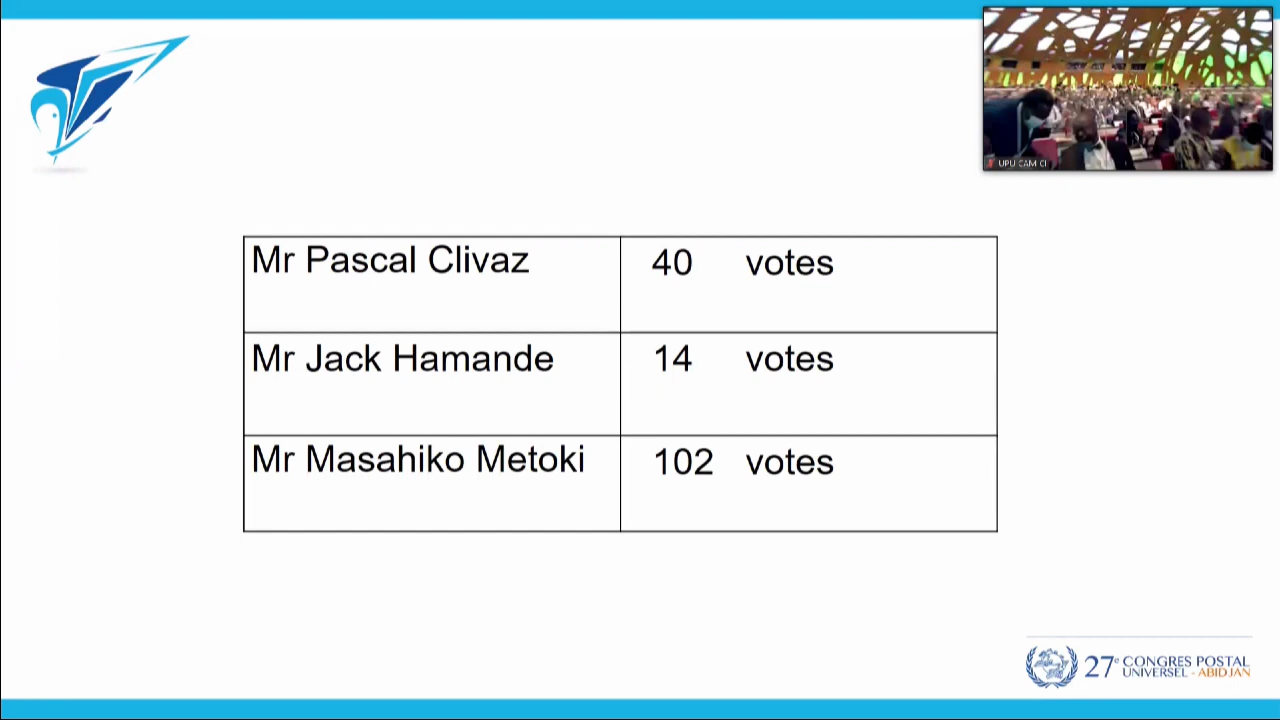 UPU CAM CI
Mr Pascal Clivaz 40 votes
Mr Jack Hamande 14 votes
Mr Masahiko Metoki 102 votes
27e CONGRES POSTAL
UNIVERSEL - ABIDJAN